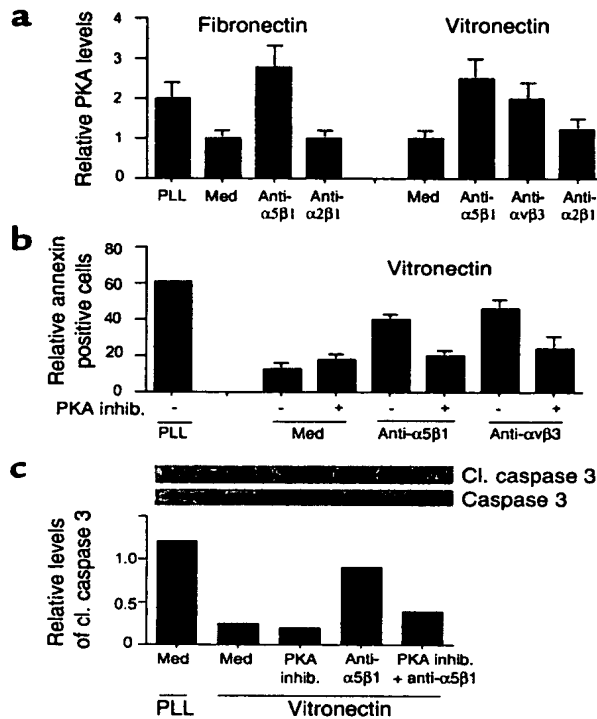 a
Fibronectin Vitronectin
Relative PKA levels
4
3
2
1
0
PLL Med Anti- Anti- Med Anti- Anti- Anti-
α5β1 α2β1 α5β1 αvβ3 α2β1
b
Vitronectin
Relative annexin
positive cells
80
60
40
20
0
PKA inhib. - - + - + - +
PLL Med Anti-α5β1 Anti-αvβ3
c
Cl. caspase 3
Caspase 3
Relative levels
of cl. caspase 3
1.0
0.5
0
Med Med PKA Anti- PKA inhib.
inhib. α5β1 + anti-α5β1
PLL Vitronectin